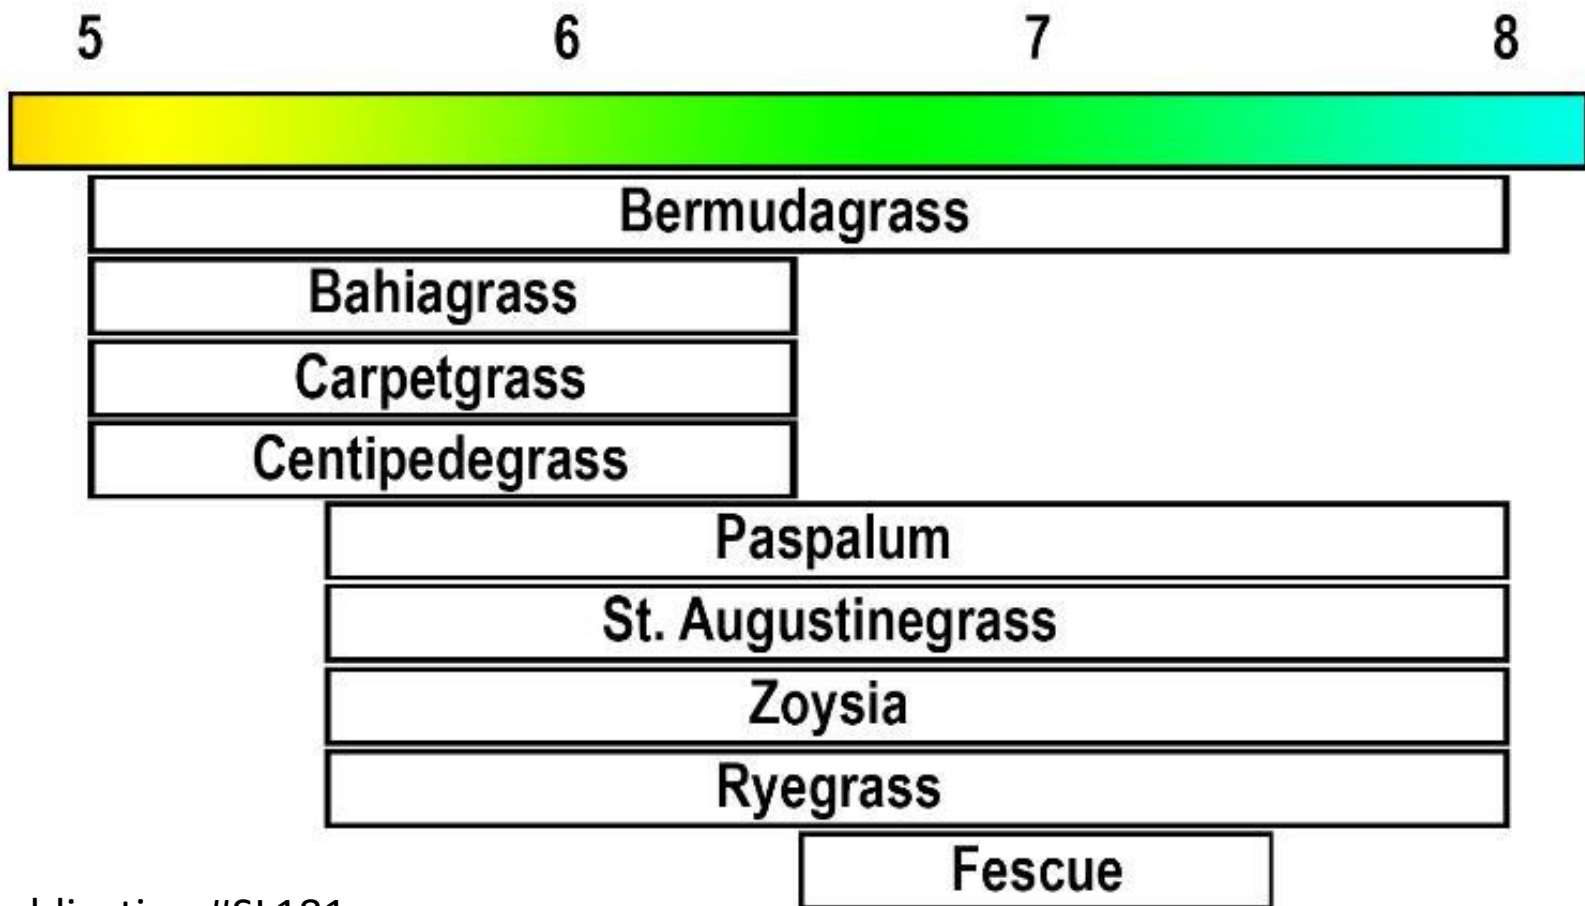 5 6 7 8
Bermudagrass
Bahiagrass
Carpetgrass
Centipedegrass
Paspalum
St. Augustinegrass
Zoysia
Ryegrass
Fescue